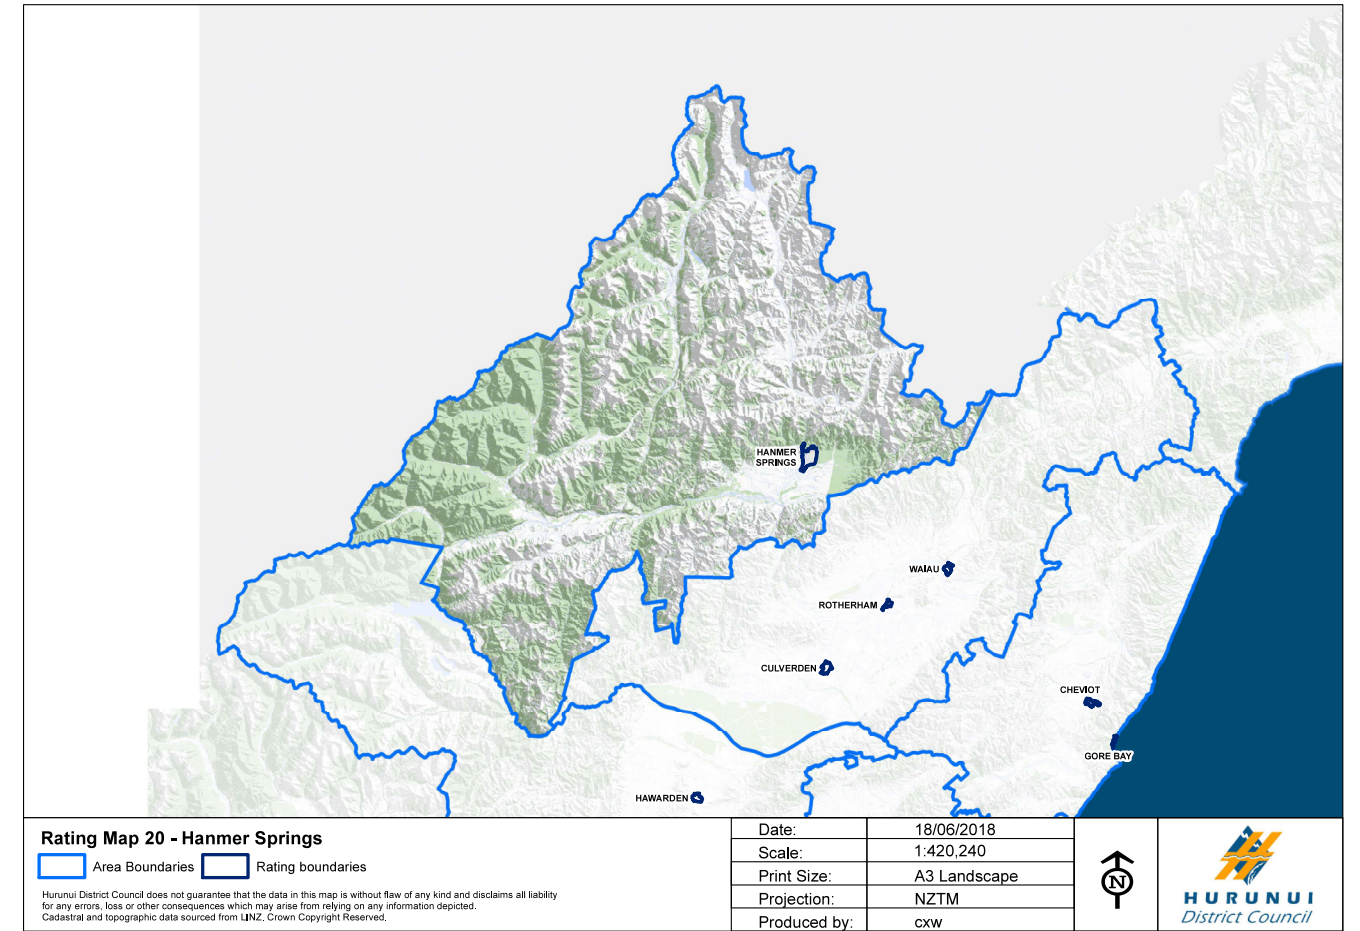 HANMER
SPRINGS
WAIAU
ROTHERHAM
CULVERDEN
CHEVIOT
GORE BAY
HAWARDEN
Rating Map 20 - Hanmer Springs
Area Boundaries
Rating boundaries
Hurunui District Council does not guarantee that the data in this map is without flaw of any kind and disclaims all liability
for any errors, loss or other consequences which may arise from relying on any information depicted.
Cadastral and topographic data sourced from LINZ. Crown Copyright Reserved.
Date: 18/06/2018
Scale: 1:420,240
Print Size: A3 Landscape
Projection: NZTM
Produced by: cxw
N
HURUNUI
District Council